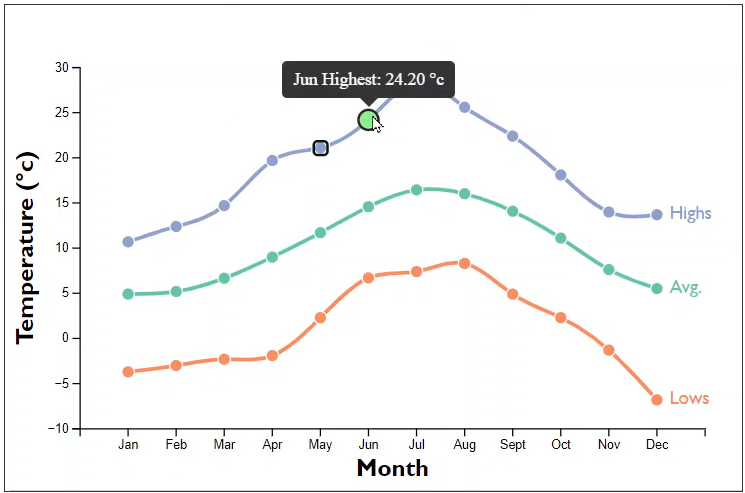 Jun Highest: 24.20 °c
30
25
20
15
10
5
0
−5
−10
Temperature (°c)
Highs
Avg.
Lows
Jan Feb Mar Apr May Jun Jul Aug Sept Oct Nov Dec
Month